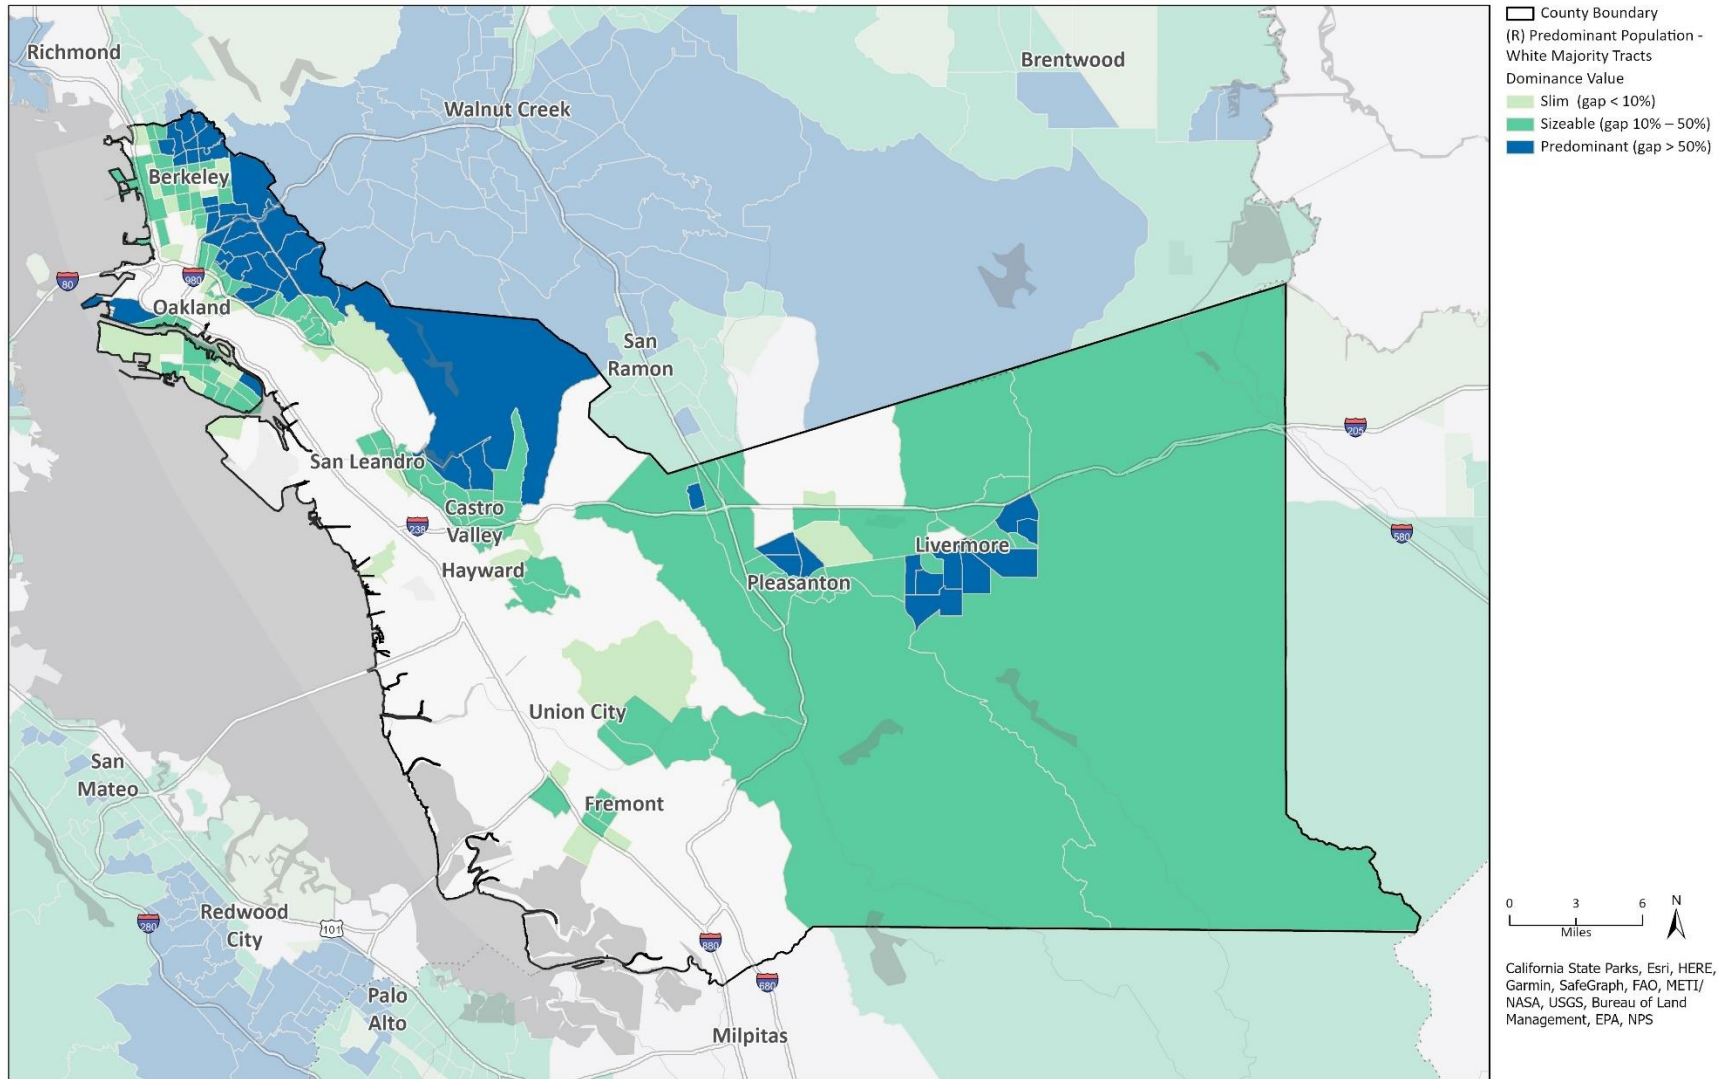 Richmond
Walnut Creek
Brentwood
Berkeley
80
980
Oakland
San
Ramon
205
San Leandro
Castro
Valley
238
580
Livermore
Hayward
Pleasanton
Union City
San
Mateo
Fremont
Redwood
City
280
101
880
680
Palo
Alto
Milpitas
County Boundary
(R) Predominant Population -
White Majority Tracts
Dominance Value
Slim (gap < 10%)
Sizeable (gap 10% – 50%)
Predominant (gap > 50%)
0 3 6
Miles
N
California State Parks, Esri, HERE,
Garmin, SafeGraph, FAO, METI/
NASA, USGS, Bureau of Land
Management, EPA, NPS